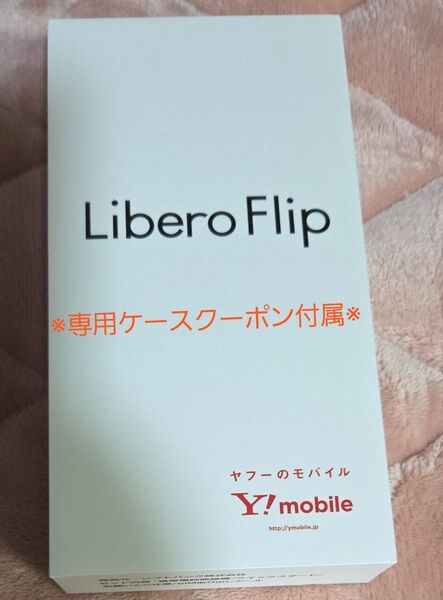 Libero Flip
※専用ケースクーポン付属※
ヤフーのモバイル
Y! mobile
http://ymobile.jp